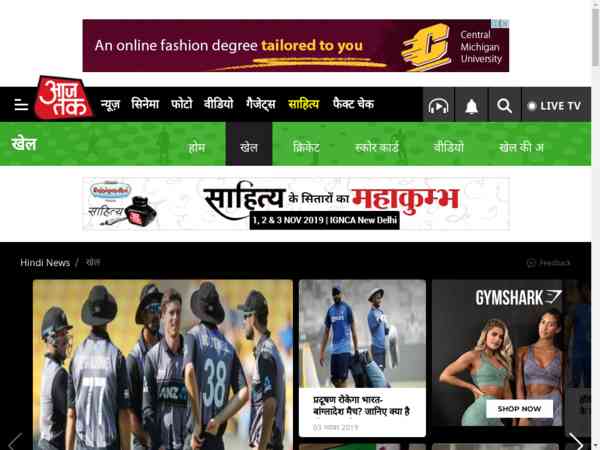 An online fashion degree tailored to you
Central
Michigan
University
आज
तक
न्यूज़ सिनेमा फोटो वीडियो गैजेट्स साहित्य फैक्ट चेक
LIVE TV
खेल
होम खेल क्रिकेट स्कोर कार्ड वीडियो खेल की अ
साहित्य
साहित्य के सितारों का महाकुम्भ
1, 2 & 3 NOV 2019 | IGNCA New Delhi
Hindi News / खेल
Feedback
GYMSHARK
38
प्रदूषण रोकेगा भारत-
बांग्लादेश मैच? जानिए क्या है
03 नवंबर 2019
SHOP NOW